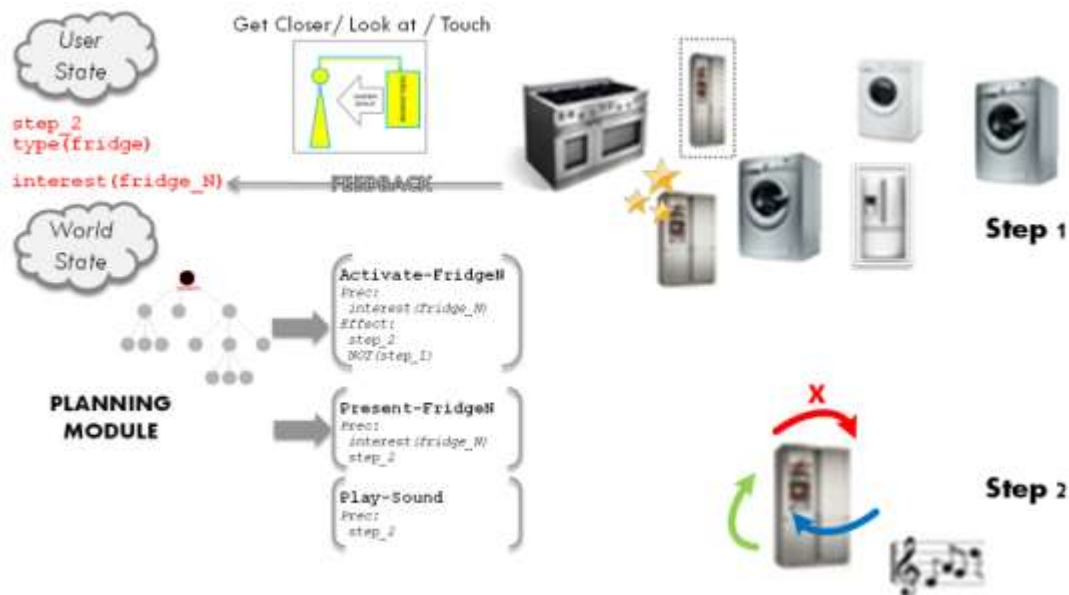 User
State
step_2
type(fridge)
interest(fridge_N)
Get Closer/ Look at / Touch
FEEDBACK
World
State
PLANNING
MODULE
Activate-FridgeN
Prec:
interest(fridge_N)
Effect:
step_2
NOT(step_1)
Present-FridgeN
Prec:
interest(fridge_N)
step_2
Play-Sound
Prec:
step_2
Step 1
X
Step 2